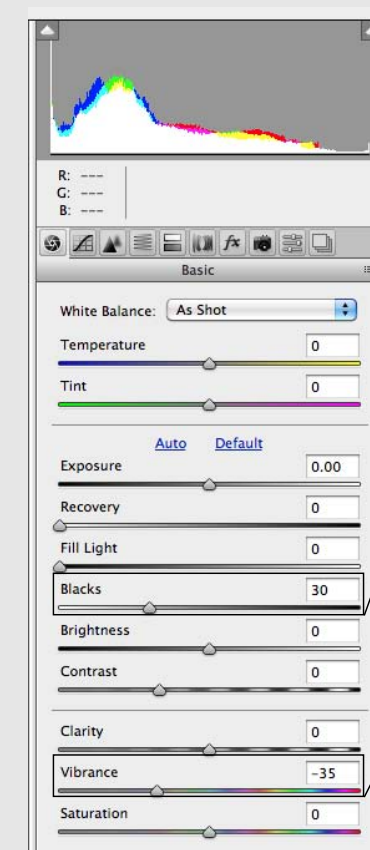 R: ---
G: ---
B: ---
fx
Basic
White Balance: As Shot
Temperature 0
Tint 0
Auto Default
Exposure 0.00
Recovery 0
Fill Light 0
Blacks 30
Brightness 0
Contrast 0
Clarity 0
Vibrance -35
Saturation 0